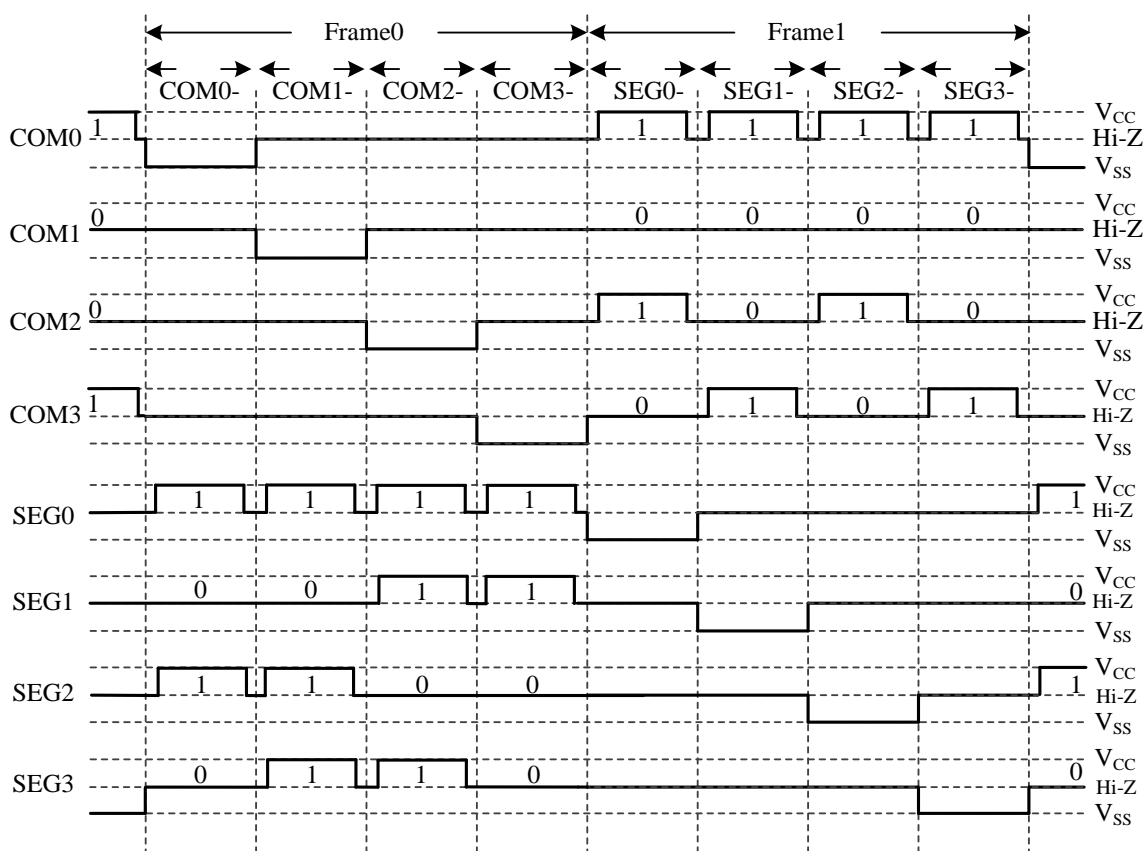 Frame0 Frame1
COM0- COM1- COM2- COM3- SEG0- SEG1- SEG2- SEG3-
COM0 1 1 1 1 1 VCC Hi-Z VSS
COM1 0 0 0 0 0 VCC Hi-Z VSS
COM2 0 1 0 1 0 VCC Hi-Z VSS
COM3 1 0 1 0 1 VCC Hi-Z VSS
SEG0 1 1 1 1 1 VCC Hi-Z VSS
SEG1 0 0 1 1 0 VCC Hi-Z VSS
SEG2 1 1 0 0 1 VCC Hi-Z VSS
SEG3 0 1 1 0 0 VCC Hi-Z VSS